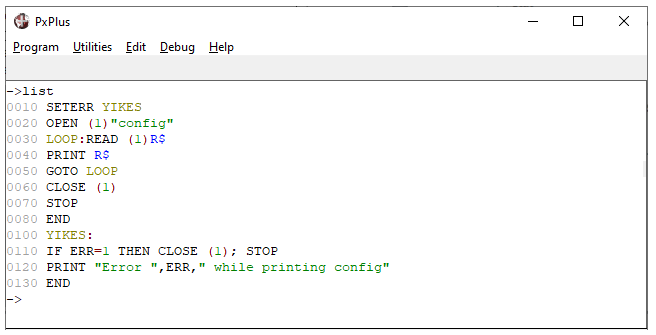 PxPlus
Program Utilities Edit Debug Help
->list
0010 SETERR YIKES
0020 OPEN (1)"config"
0030 LOOP:READ (1)R$
0040 PRINT R$
0050 GOTO LOOP
0060 CLOSE (1)
0070 STOP
0080 END
0100 YIKES:
0110 IF ERR=1 THEN CLOSE (1); STOP
0120 PRINT "Error ",ERR," while printing config"
0130 END
->